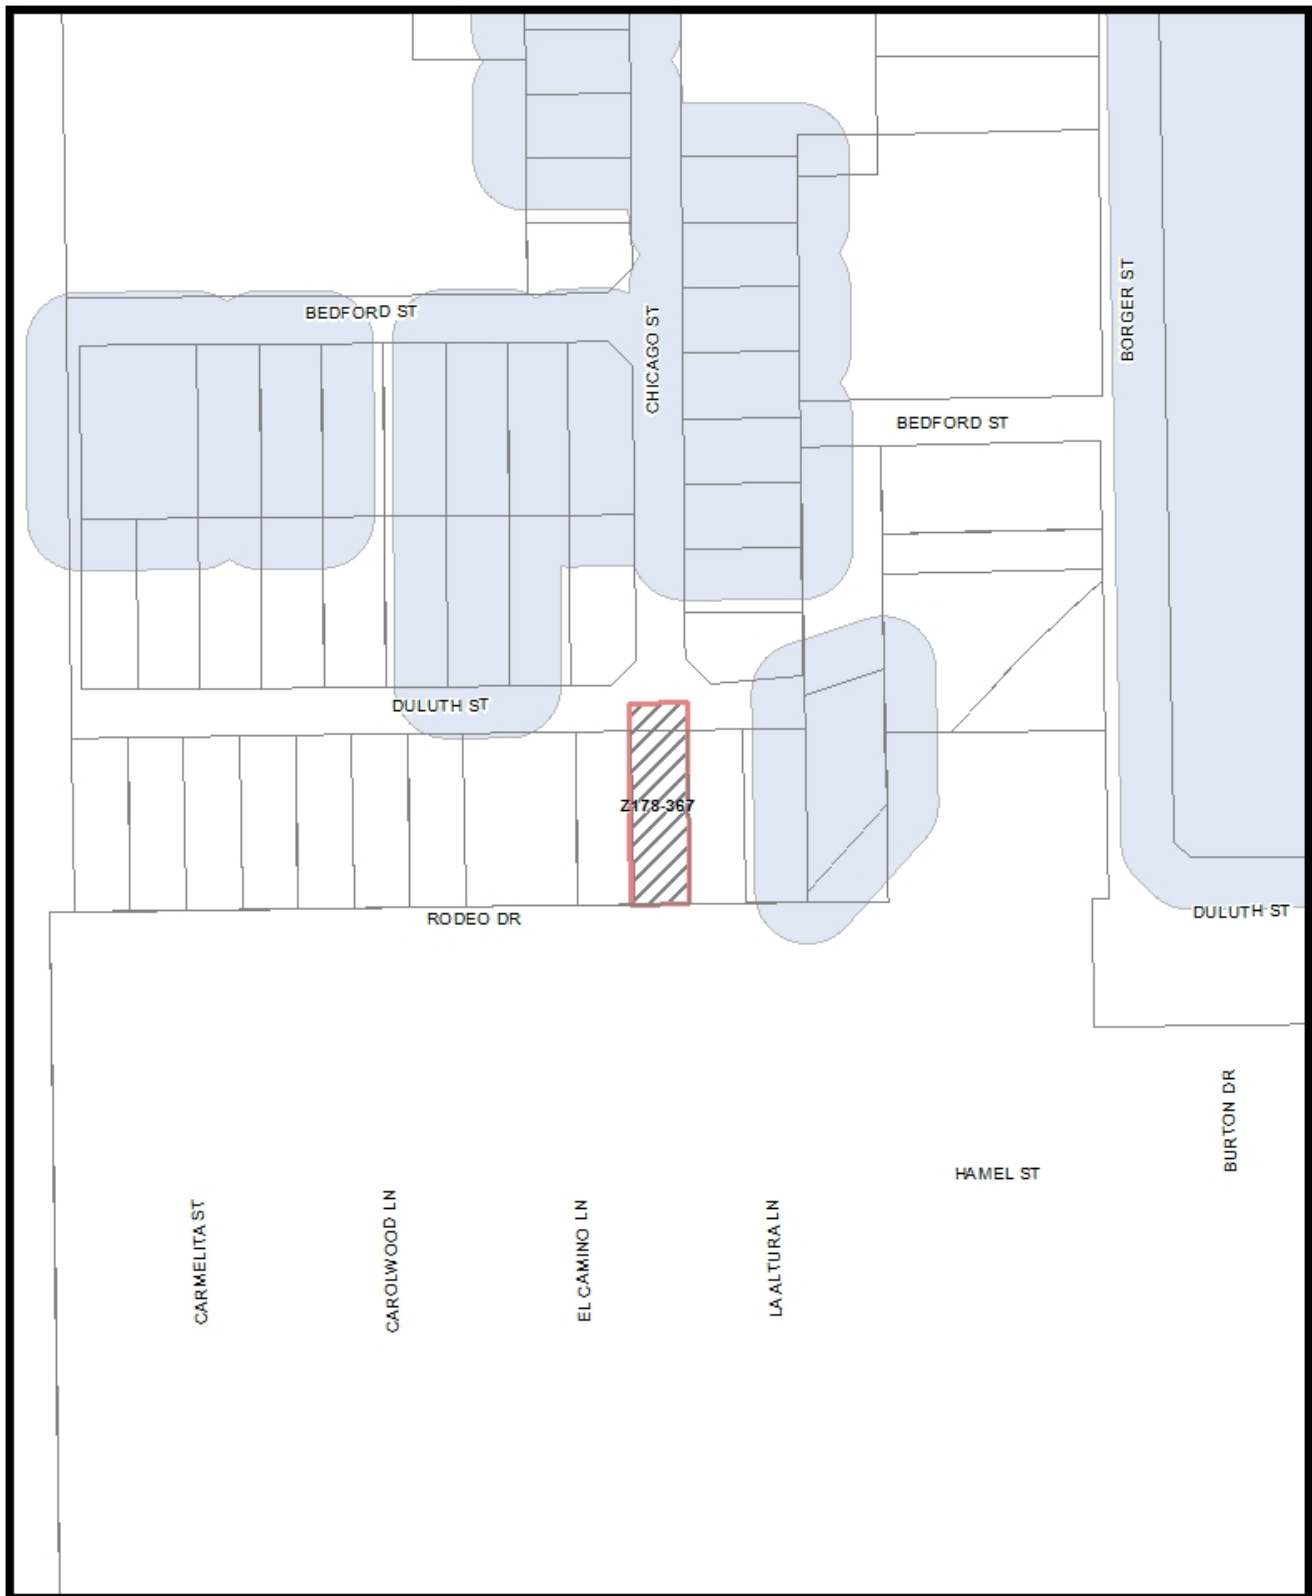 BEDFORD ST
CHICAGO ST
BORGER ST
BEDFORD ST
DULUTH ST
Z178-367
RODEO DR
DULUTH ST
BURTON DR
HAMEL ST
CARMELITA ST
CAROLWOOD LN
EL CAMINO LN
LA ALTURA LN